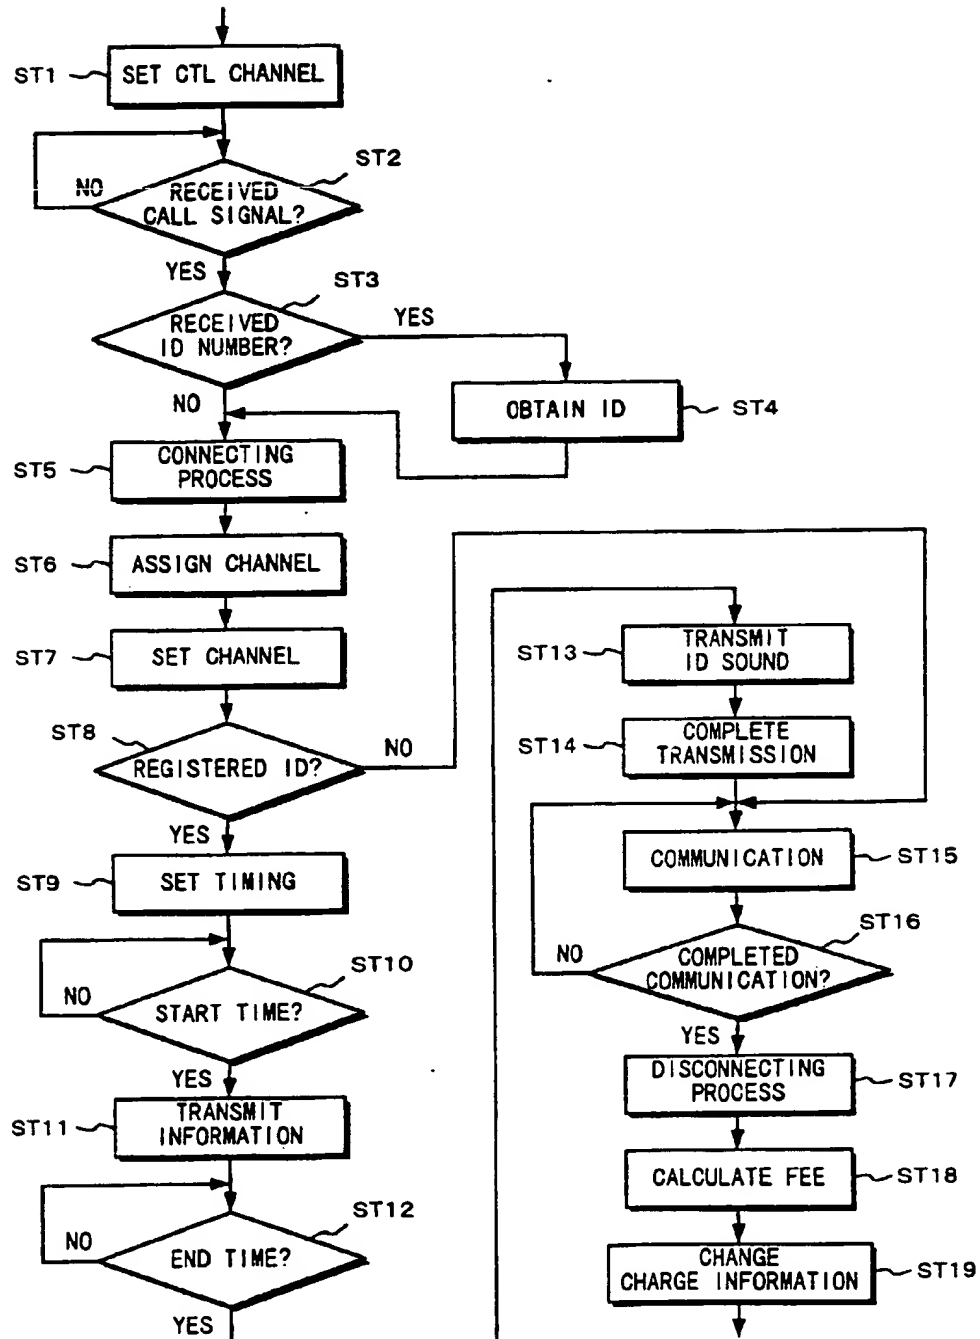 ST1
SET CTL CHANNEL
ST2
NO
RECEIVED
CALL SIGNAL?
YES
ST3
RECEIVED
ID NUMBER?
YES
NO
OBTAIN ID
ST4
ST5
CONNECTING
PROCESS
ST6
ASSIGN CHANNEL
ST7
SET CHANNEL
ST8
REGISTERED ID?
NO
YES
ST9
SET TIMING
ST10
NO
START TIME?
YES
ST11
TRANSMIT
INFORMATION
ST12
NO
END TIME?
YES
ST13
TRANSMIT
ID SOUND
ST14
COMPLETE
TRANSMISSION
COMMUNICATION
ST15
ST16
NO
COMPLETED
COMMUNICATION?
YES
DISCONNECTING
PROCESS
ST17
CALCULATE FEE
ST18
CHANGE
CHARGE INFORMATION
ST19